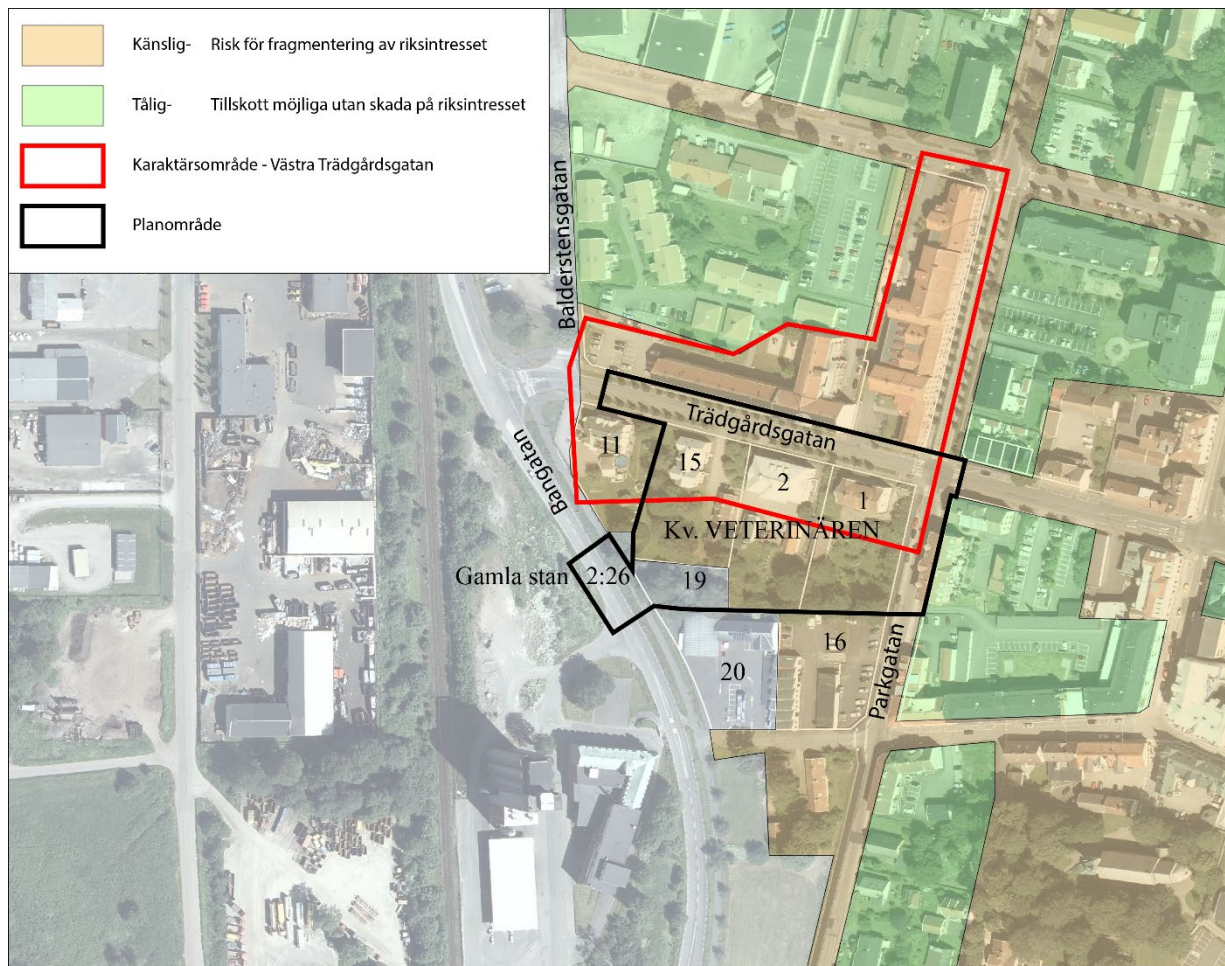 Känslig- Risk för fragmentering av riksintresset
Tålig- Tillskott möjliga utan skada på riksintresset
Karaktärsområde - Västra Trädgårdsgatan
Planområde
Balderstensgatan
Trädgårdsgatan
11
15
2
1
Bangatan
Kv. VETERINÄREN
Gamla stan
2:26
19
16
20
Parkgatan